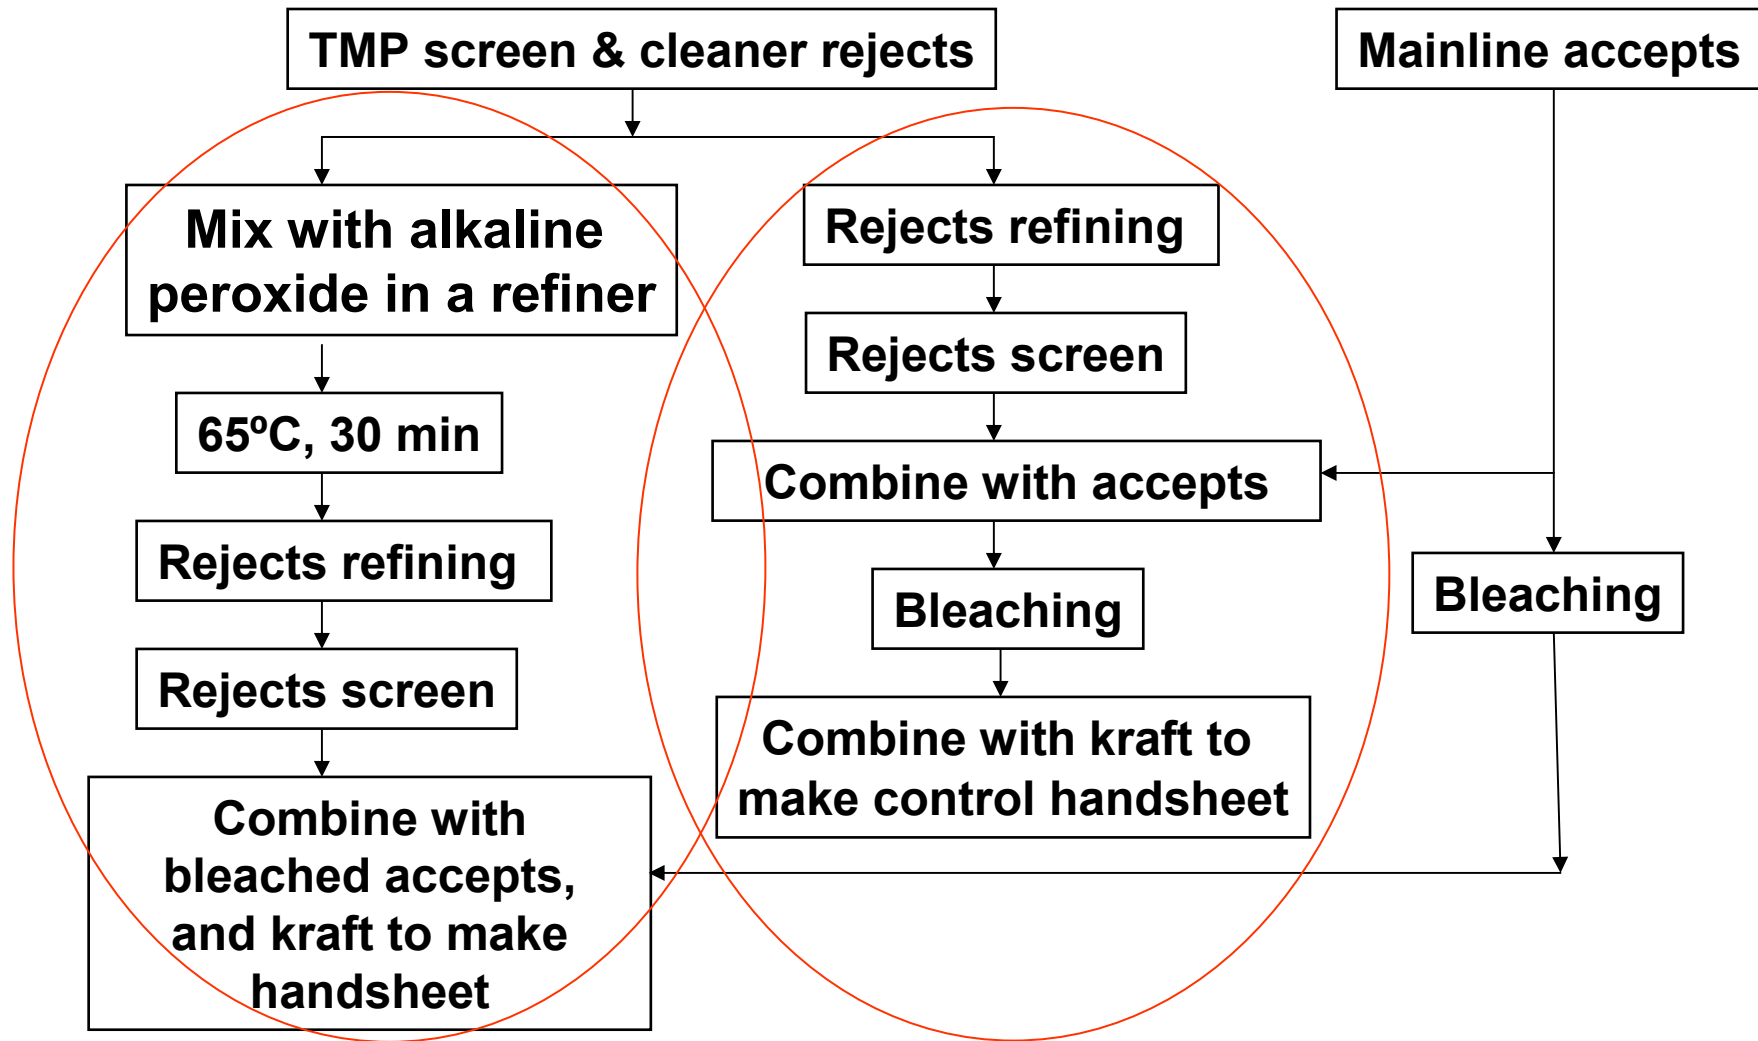 TMP screen & cleaner rejects
Mainline accepts
Mix with alkaline
peroxide in a refiner
65ºC, 30 min
Rejects refining
Rejects screen
Combine with
bleached accepts,
and kraft to make
handsheet
Rejects refining
Rejects screen
Combine with accepts
Bleaching
Combine with kraft to
make control handsheet
Bleaching